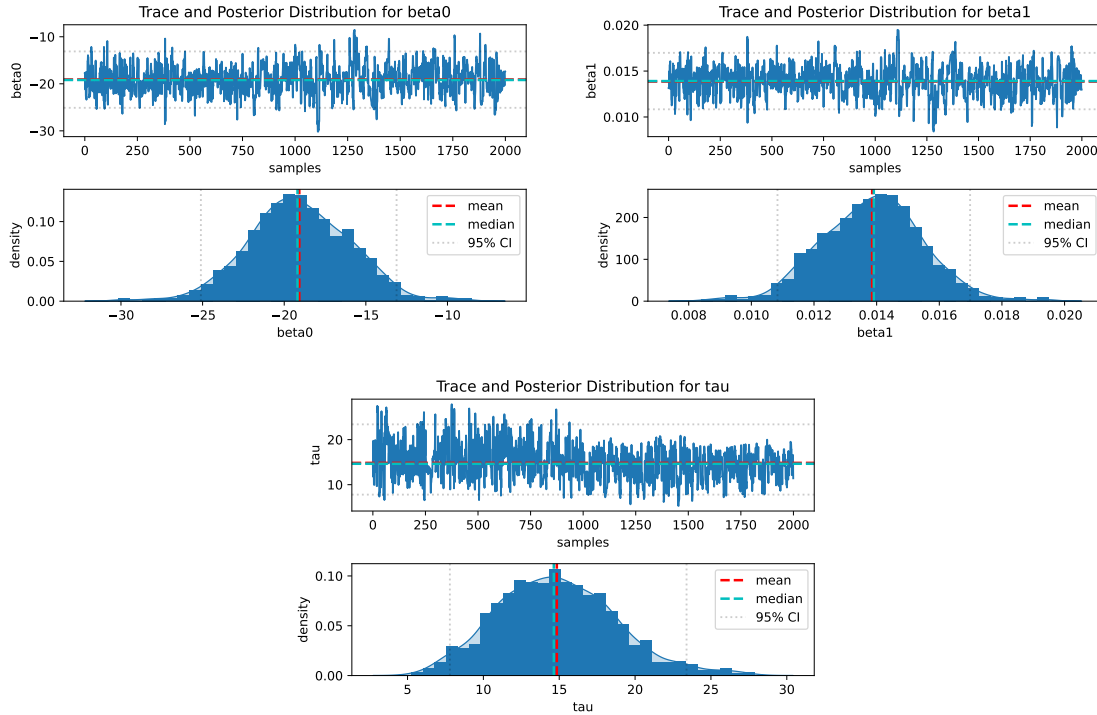 Trace and Posterior Distribution for beta0
−10
−20
−30
beta0
0 250 500 750 1000 1250 1500 1750 2000
samples
0.10
0.05
0.00
density
mean
median
95% CI
−30 −25 −20 −15 −10
beta0
Trace and Posterior Distribution for beta1
0.020
0.015
0.010
beta1
0 250 500 750 1000 1250 1500 1750 2000
samples
200
100
0
density
mean
median
95% CI
0.008 0.010 0.012 0.014 0.016 0.018 0.020
beta1
Trace and Posterior Distribution for tau
20
10
tau
0 250 500 750 1000 1250 1500 1750 2000
samples
0.10
0.05
0.00
density
mean
median
95% CI
5 10 15 20 25 30
tau